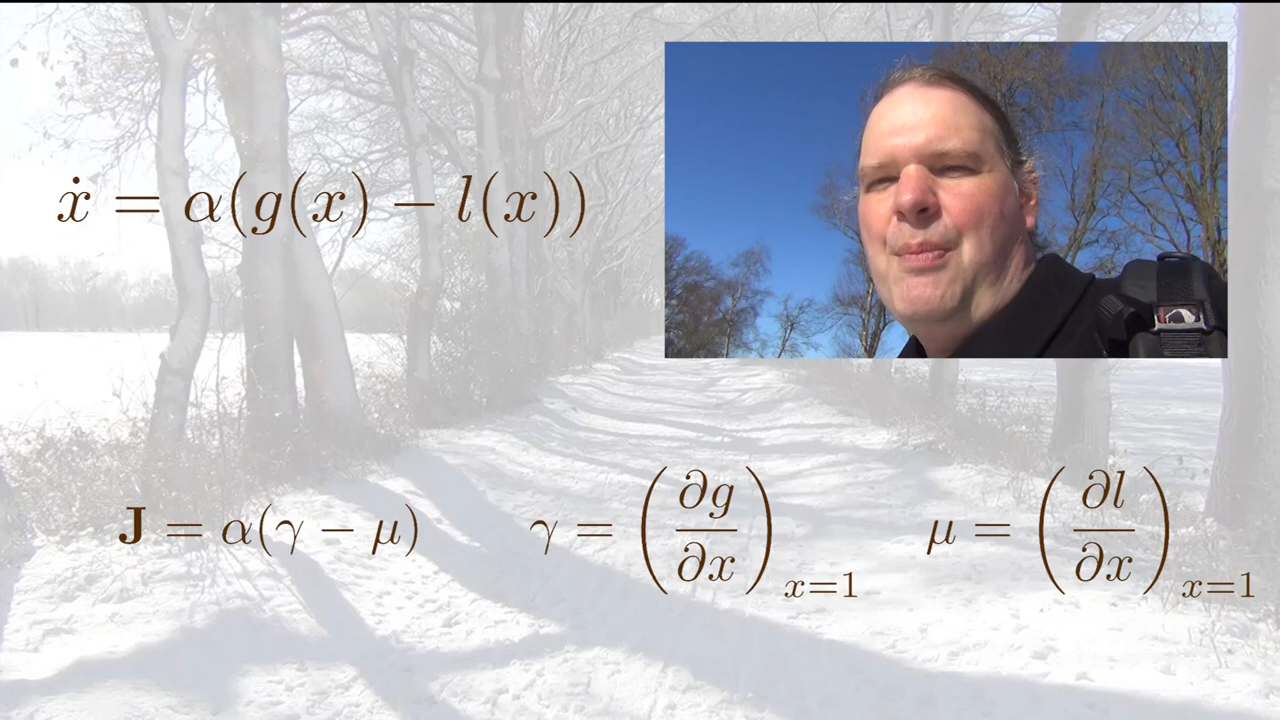 ẋ = α(g(x) − l(x))
J = α(γ − μ) γ = (∂g/∂x)x=1 μ = (∂l/∂x)x=1